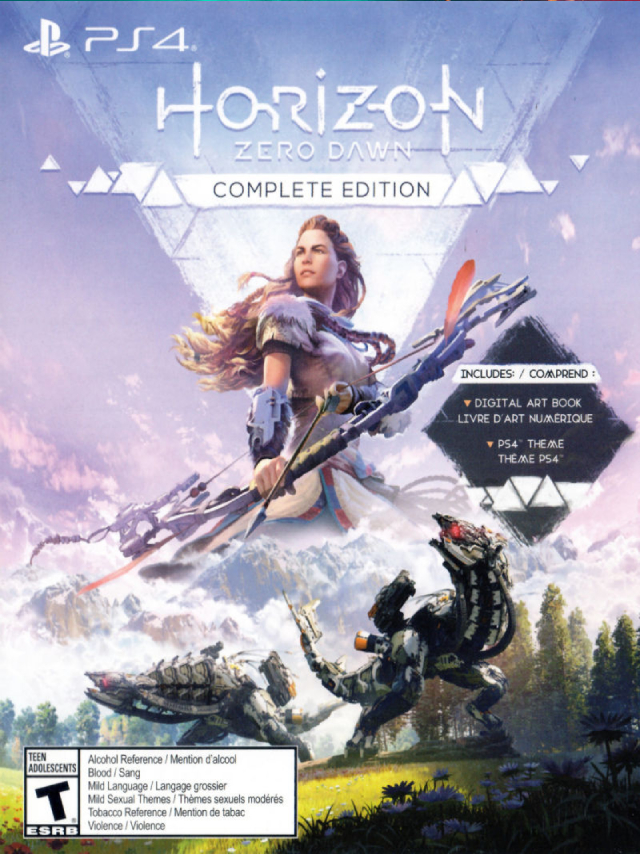 PS4
HORIZON
ZERO DAWN
COMPLETE EDITION
INCLUDES: / COMPREND :
DIGITAL ART BOOK
LIVRE D'ART NUMÉRIQUE
PS4™ THEME
THÈME PS4™
TEEN
ADOLESCENTS
T
ESRB
Alcohol Reference / Mention d'alcool
Blood / Sang
Mild Language / Langage grossier
Mild Sexual Themes / Thèmes sexuels modérés
Tobacco Reference / Mention de tabac
Violence / Violence